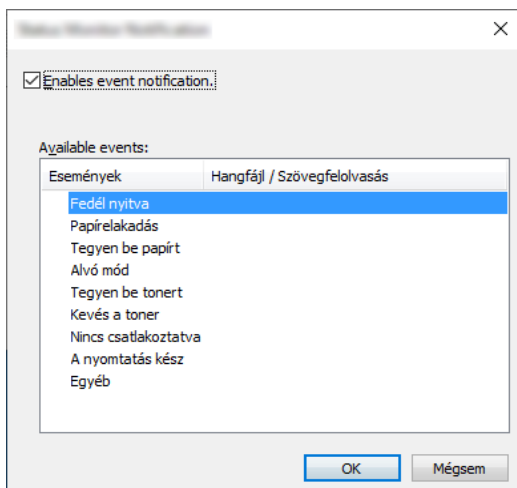 Enables event notification.
Available events:
Események Hangfájl / Szövegfelolvasás
Fedél nyitva
Papírelakadás
Tegyen be papírt
Alvó mód
Tegyen be tonert
Kevés a toner
Nincs csatlakoztatva
A nyomtatás kész
Egyéb
OK Mégsem